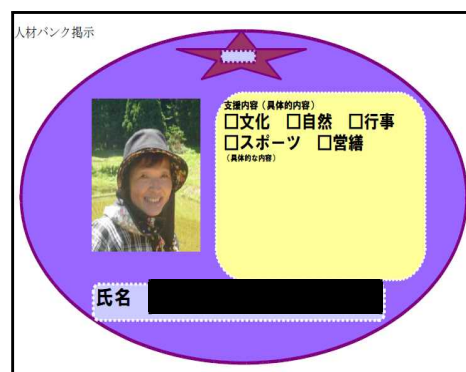 人材バンク掲示
支援内容（具体的内容）
□文化　□自然　□行事
□スポーツ　□営繕
（具体的な内容）
氏名